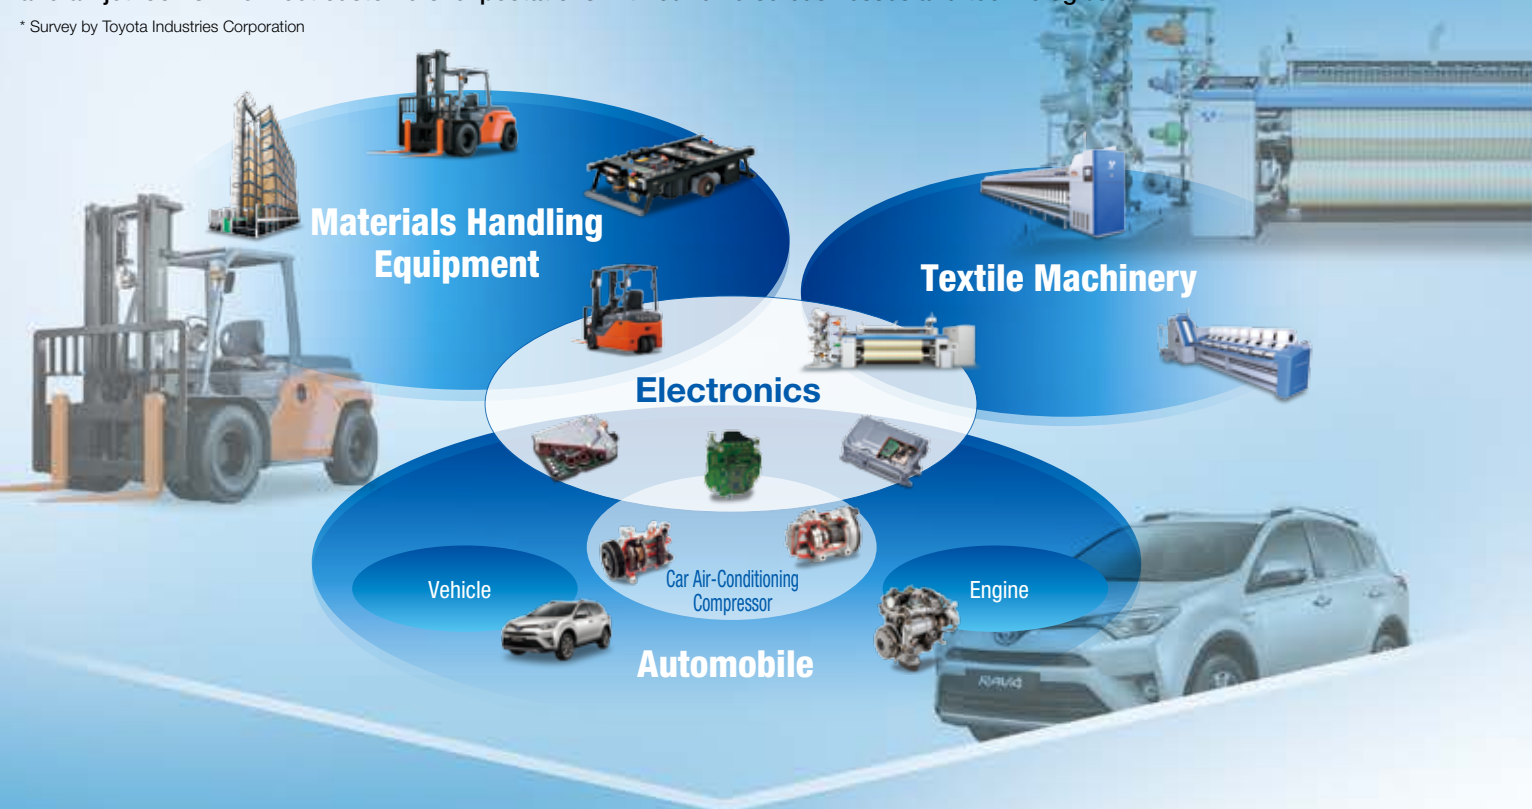 * Survey by Toyota Industries Corporation
Materials Handling
Equipment
Textile Machinery
Electronics
Car Air-Conditioning
Compressor
Vehicle
Engine
Automobile
RAV4